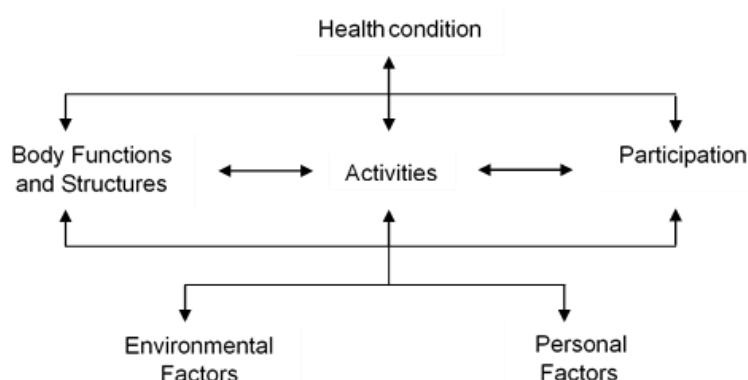 Health condition
Body Functions
and Structures
Activities
Participation
Environmental
Factors
Personal
Factors